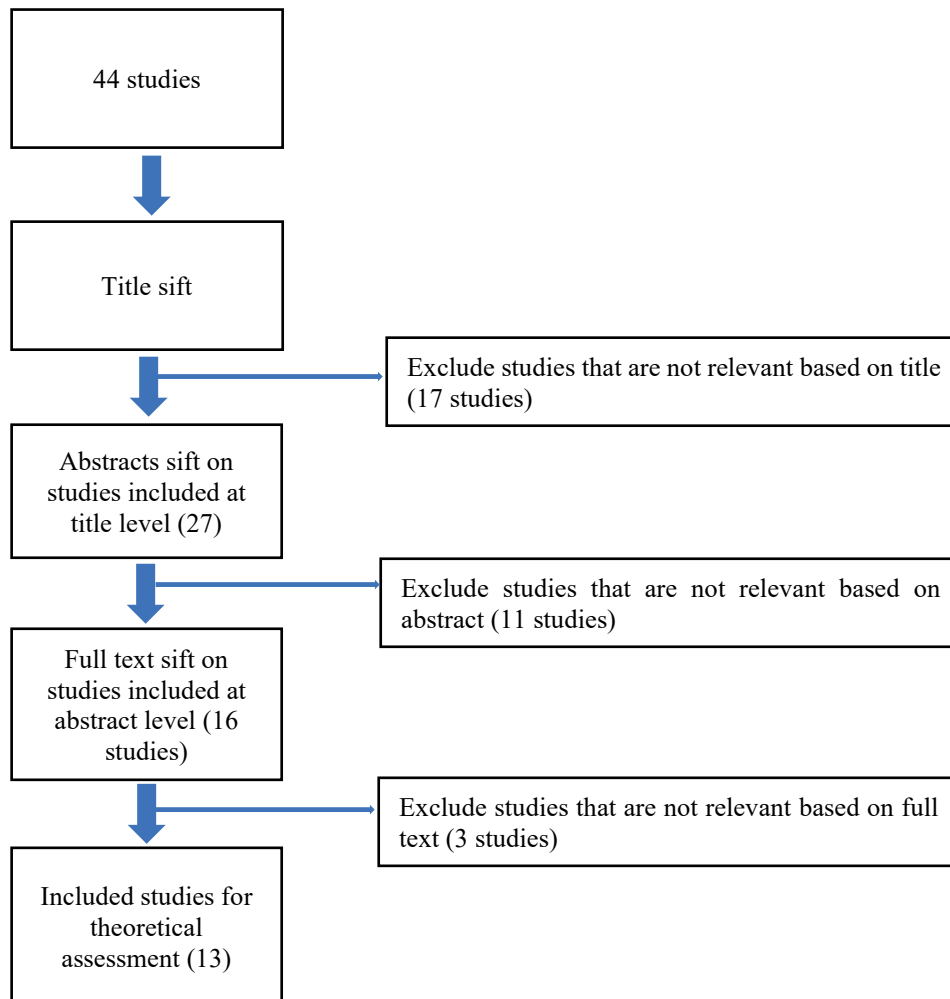 44 studies
Title sift
Exclude studies that are not relevant based on title
(17 studies)
Abstracts sift on
studies included at
title level (27)
Exclude studies that are not relevant based on
abstract (11 studies)
Full text sift on
studies included at
abstract level (16
studies)
Exclude studies that are not relevant based on full
text (3 studies)
Included studies for
theoretical
assessment (13)